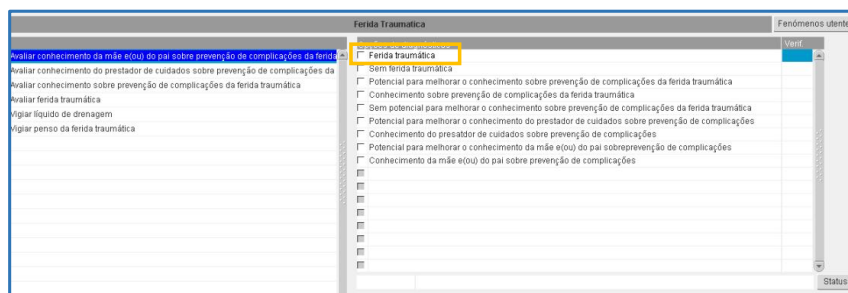 Ferida Traumatica
Fenómenos utente
Verif.
Avaliar conhecimento da mãe e(ou) do pai sobre prevenção de complicações da ferida
Avaliar conhecimento do prestador de cuidados sobre prevenção de complicações da
Avaliar conhecimento sobre prevenção de complicações da ferida traumática
Avaliar ferida traumática
Vigiar líquido de drenagem
Vigiar penso da ferida traumática
Ferida traumática
Sem ferida traumática
Potencial para melhorar o conhecimento sobre prevenção de complicações da ferida traumática
Conhecimento sobre prevenção de complicações da ferida traumática
Sem potencial para melhorar o conhecimento sobre prevenção de complicações da ferida traumática
Potencial para melhorar o conhecimento do prestador de cuidados sobre prevenção de complicações
Conhecimento do presatdor de cuidados sobre prevenção de complicações
Potencial para melhorar o conhecimento da mãe e(ou) do pai sobreprevenção de complicações
Conhecimento da mãe e(ou) do pai sobre prevenção de complicações
Status